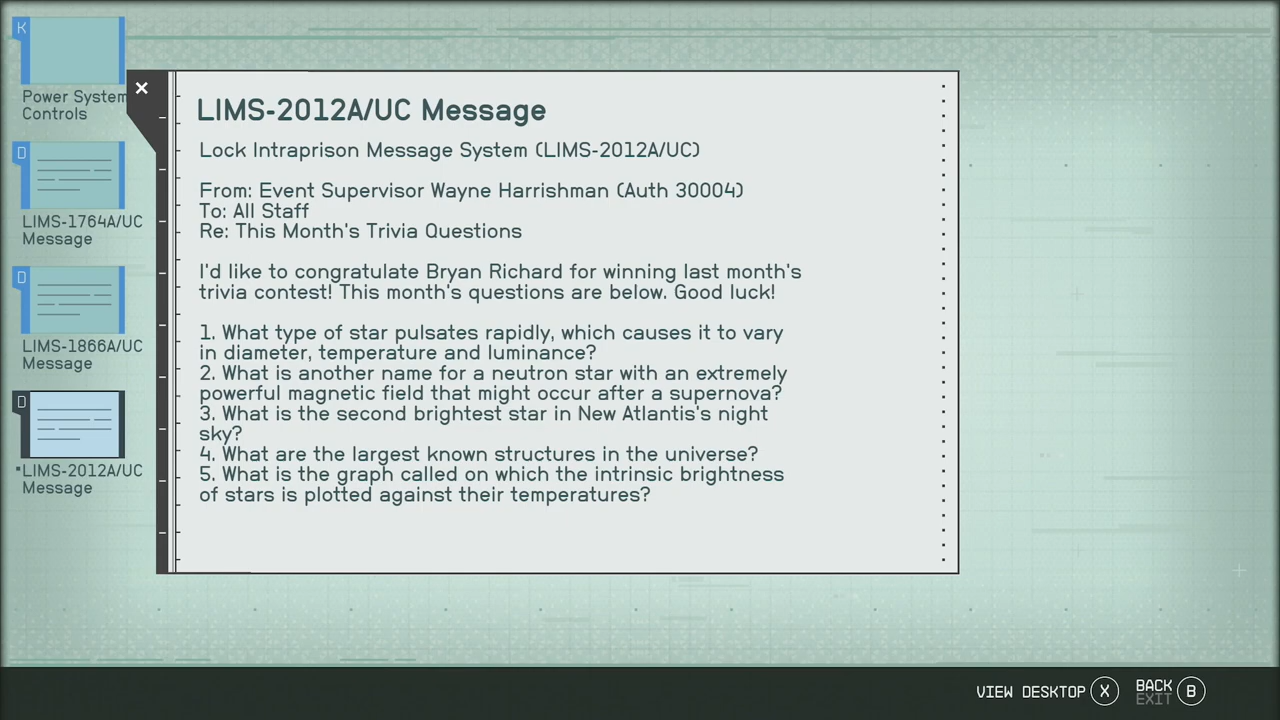 K
Power System
Controls
D
LIMS-1764A/UC
Message
D
LIMS-1866A/UC
Message
D
LIMS-2012A/UC
Message
×
LIMS-2012A/UC Message
Lock Intraprison Message System (LIMS-2012A/UC)
From: Event Supervisor Wayne Harrishman (Auth 30004)
To: All Staff
Re: This Month's Trivia Questions
I'd like to congratulate Bryan Richard for winning last month's
trivia contest! This month's questions are below. Good luck!
1. What type of star pulsates rapidly, which causes it to vary
in diameter, temperature and luminance?
2. What is another name for a neutron star with an extremely
powerful magnetic field that might occur after a supernova?
3. What is the second brightest star in New Atlantis's night
sky?
4. What are the largest known structures in the universe?
5. What is the graph called on which the intrinsic brightness
of stars is plotted against their temperatures?
VIEW DESKTOP X
BACK B
EXIT